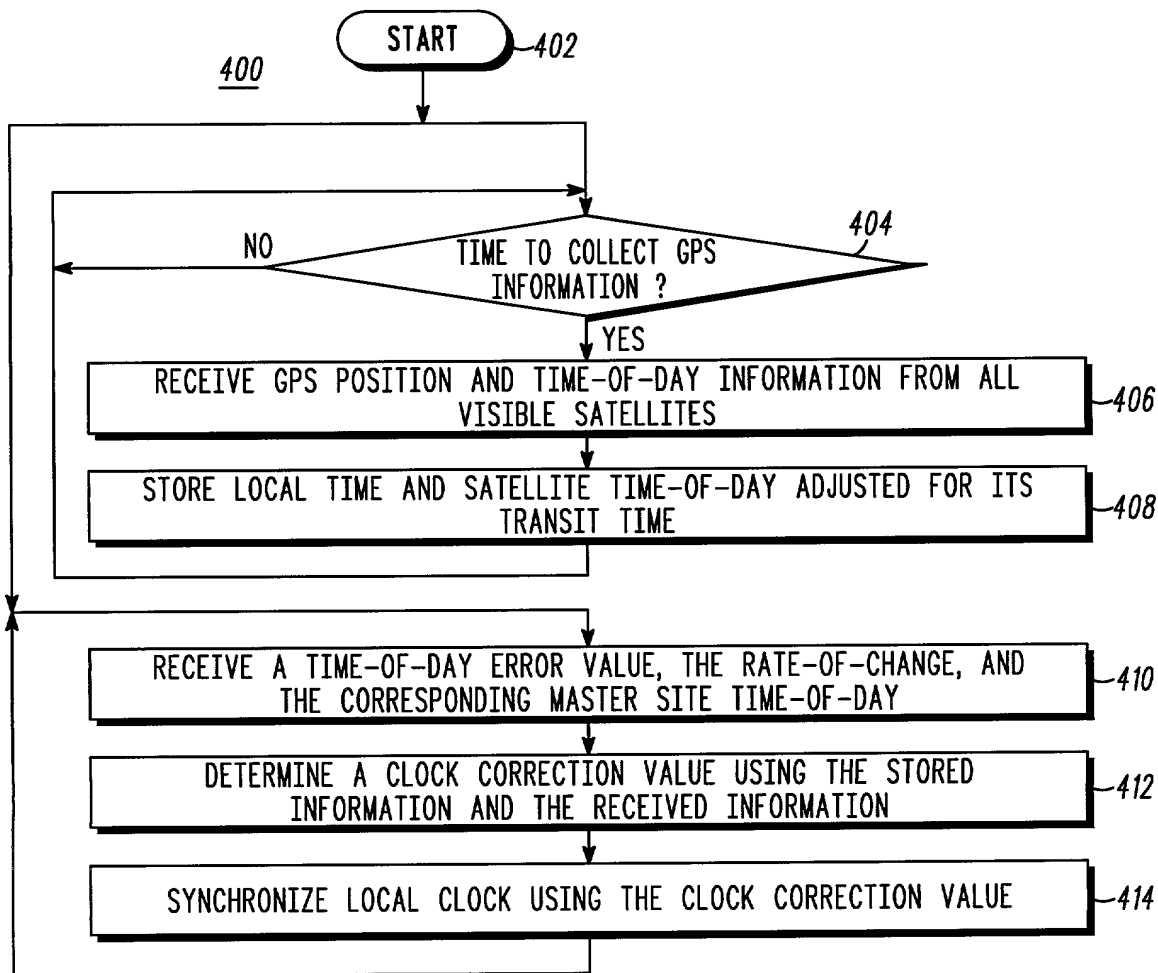 START
402
400
404
TIME TO COLLECT GPS
INFORMATION ?
NO
YES
RECEIVE GPS POSITION AND TIME-OF-DAY INFORMATION FROM ALL
VISIBLE SATELLITES
406
STORE LOCAL TIME AND SATELLITE TIME-OF-DAY ADJUSTED FOR ITS
TRANSIT TIME
408
RECEIVE A TIME-OF-DAY ERROR VALUE, THE RATE-OF-CHANGE, AND
THE CORRESPONDING MASTER SITE TIME-OF-DAY
410
DETERMINE A CLOCK CORRECTION VALUE USING THE STORED
INFORMATION AND THE RECEIVED INFORMATION
412
SYNCHRONIZE LOCAL CLOCK USING THE CLOCK CORRECTION VALUE
414